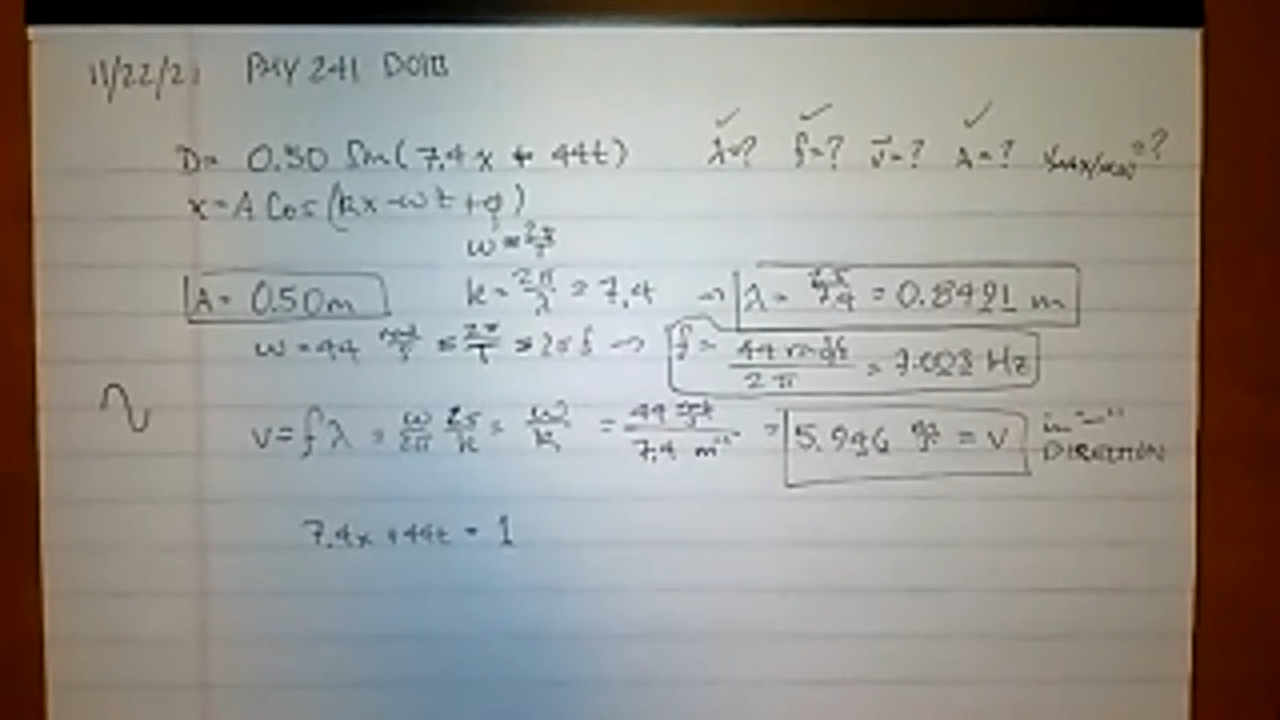 11/22/21 PHY 241 D018
D= 0.50 Sin(7.4x + 44t) λ=? f=? v⃗=? A=? =?
x=A Cos(kx-ωt+φ)
ω=2π/T
A= 0.50m k=2π/λ=7.4 → λ= 2π/7.4 = 0.8491 m
ω=44 rad/s = 2π/T = 2πf → f= 44 rad/s / 2π = 7.003 Hz
v=fλ = ω/2π 2π/k = ω/k = 44 rad/s / 7.4 m⁻¹ = 5.946 m/s = v in "-" DIRECTION
7.4x +44t = 1